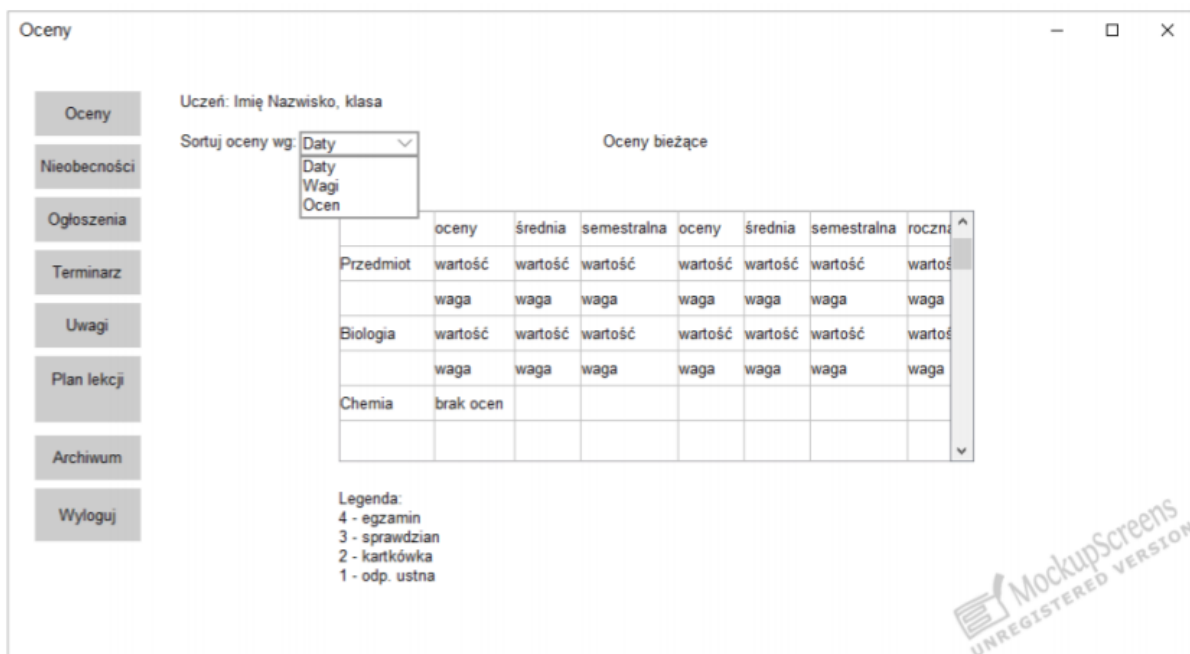 Oceny
Oceny
Nieobecności
Ogłoszenia
Terminarz
Uwagi
Plan lekcji
Archiwum
Wyloguj
Uczeń: Imię Nazwisko, klasa
Sortuj oceny wg: Daty
Daty
Wagi
Ocen
Oceny bieżące
oceny średnia semestralna oceny średnia semestralna roczna
Przedmiot wartość wartość wartość wartość wartość wartość wartoś
waga waga waga waga waga waga waga
Biologia wartość wartość wartość wartość wartość wartość wartoś
waga waga waga waga waga waga waga
Chemia brak ocen
Legenda:
4 - egzamin
3 - sprawdzian
2 - kartkówka
1 - odp. ustna
MockupScreens
UNREGISTERED VERSION